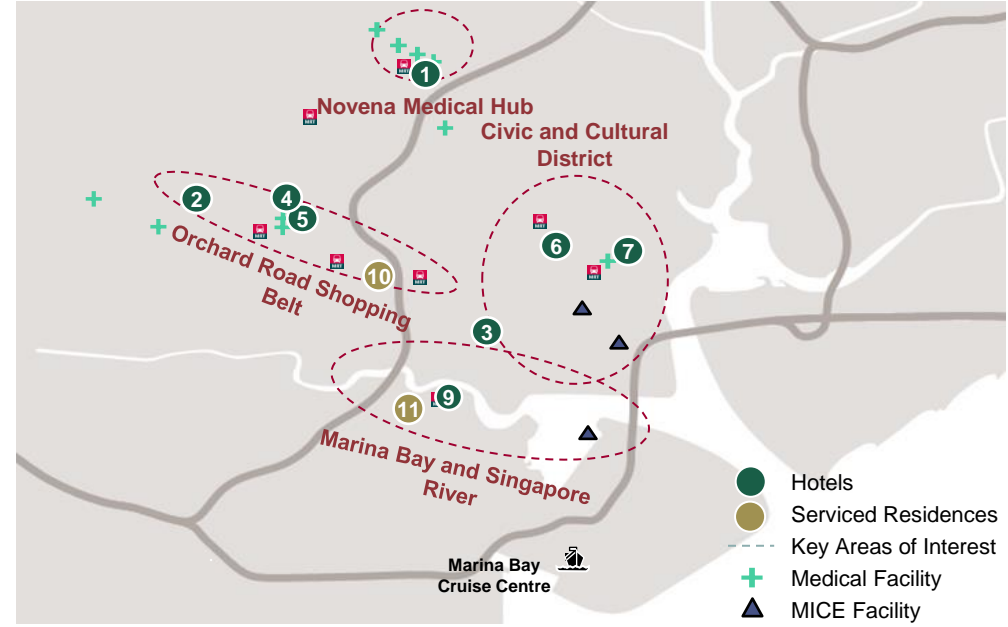 1
Novena Medical Hub
Civic and Cultural
District
2
4
5
6
7
Orchard Road Shopping
Belt
10
3
9
11
Marina Bay and Singapore
River
Marina Bay
Cruise Centre
Hotels
Serviced Residences
Key Areas of Interest
Medical Facility
MICE Facility